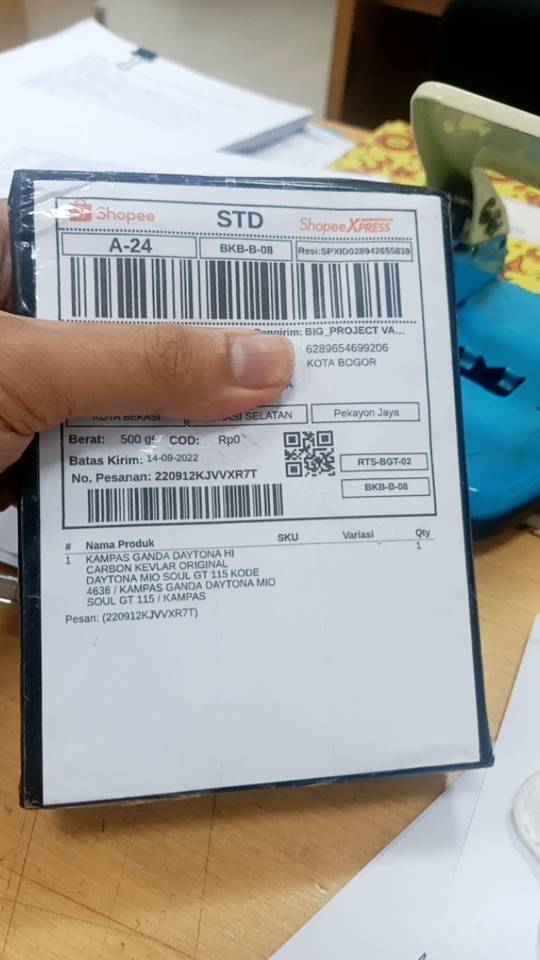 Shopee STD Shopee XPRESS
A-24 BKB-B-08 Resi:SPXID028942655839
Pengirim: BIG_PROJECT VA...
6289654699206
KOTA BOGOR
KOTA BEKASI SELATAN Pekayon Jaya
Berat: 500 gr COD: Rp0
Batas Kirim: 14-09-2022
No. Pesanan: 220912KJVVXR7T
RTS-BGT-02
BKB-B-08
# Nama Produk SKU Variasi Qty
1 KAMPAS GANDA DAYTONA HI 1
CARBON KEVLAR ORIGINAL
DAYTONA MIO SOUL GT 115 KODE
4636 / KAMPAS GANDA DAYTONA MIO
SOUL GT 115 / KAMPAS
Pesan: (220912KJVVXR7T)